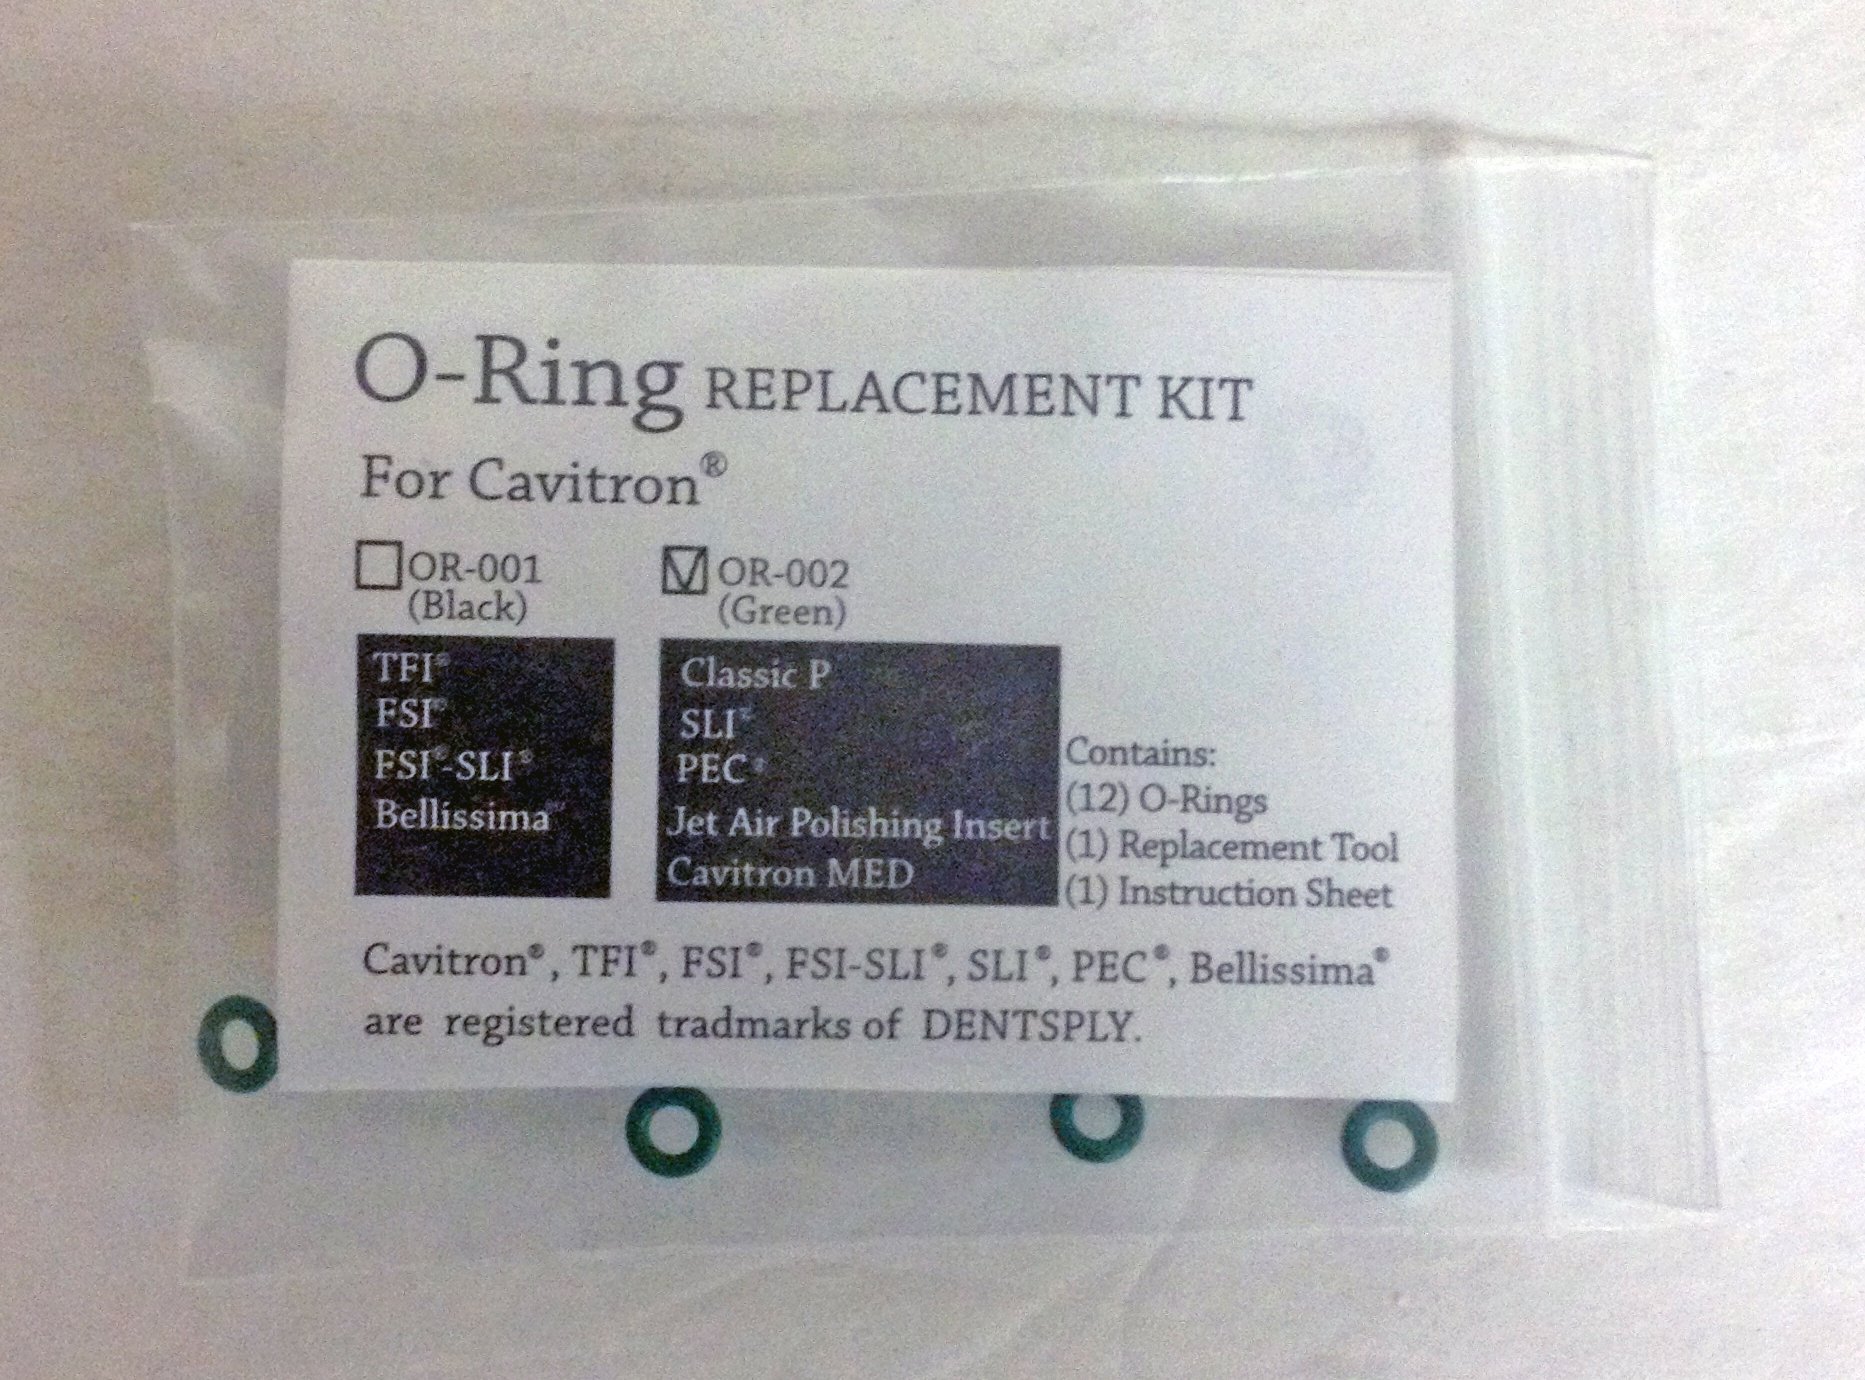 O-Ring REPLACEMENT KIT
For Cavitron®
OR-001
(Black)
TFI®
FSI®
FSI®-SLI®
Bellissima
OR-002
(Green)
Classic P
SLI®
PEC®
Jet Air Polishing Insert
Cavitron MED
Contains:
(12) O-Rings
(1) Replacement Tool
(1) Instruction Sheet
Cavitron®, TFI®, FSI®, FSI-SLI®, SLI®, PEC®, Bellissima®
are registered tradmarks of DENTSPLY.